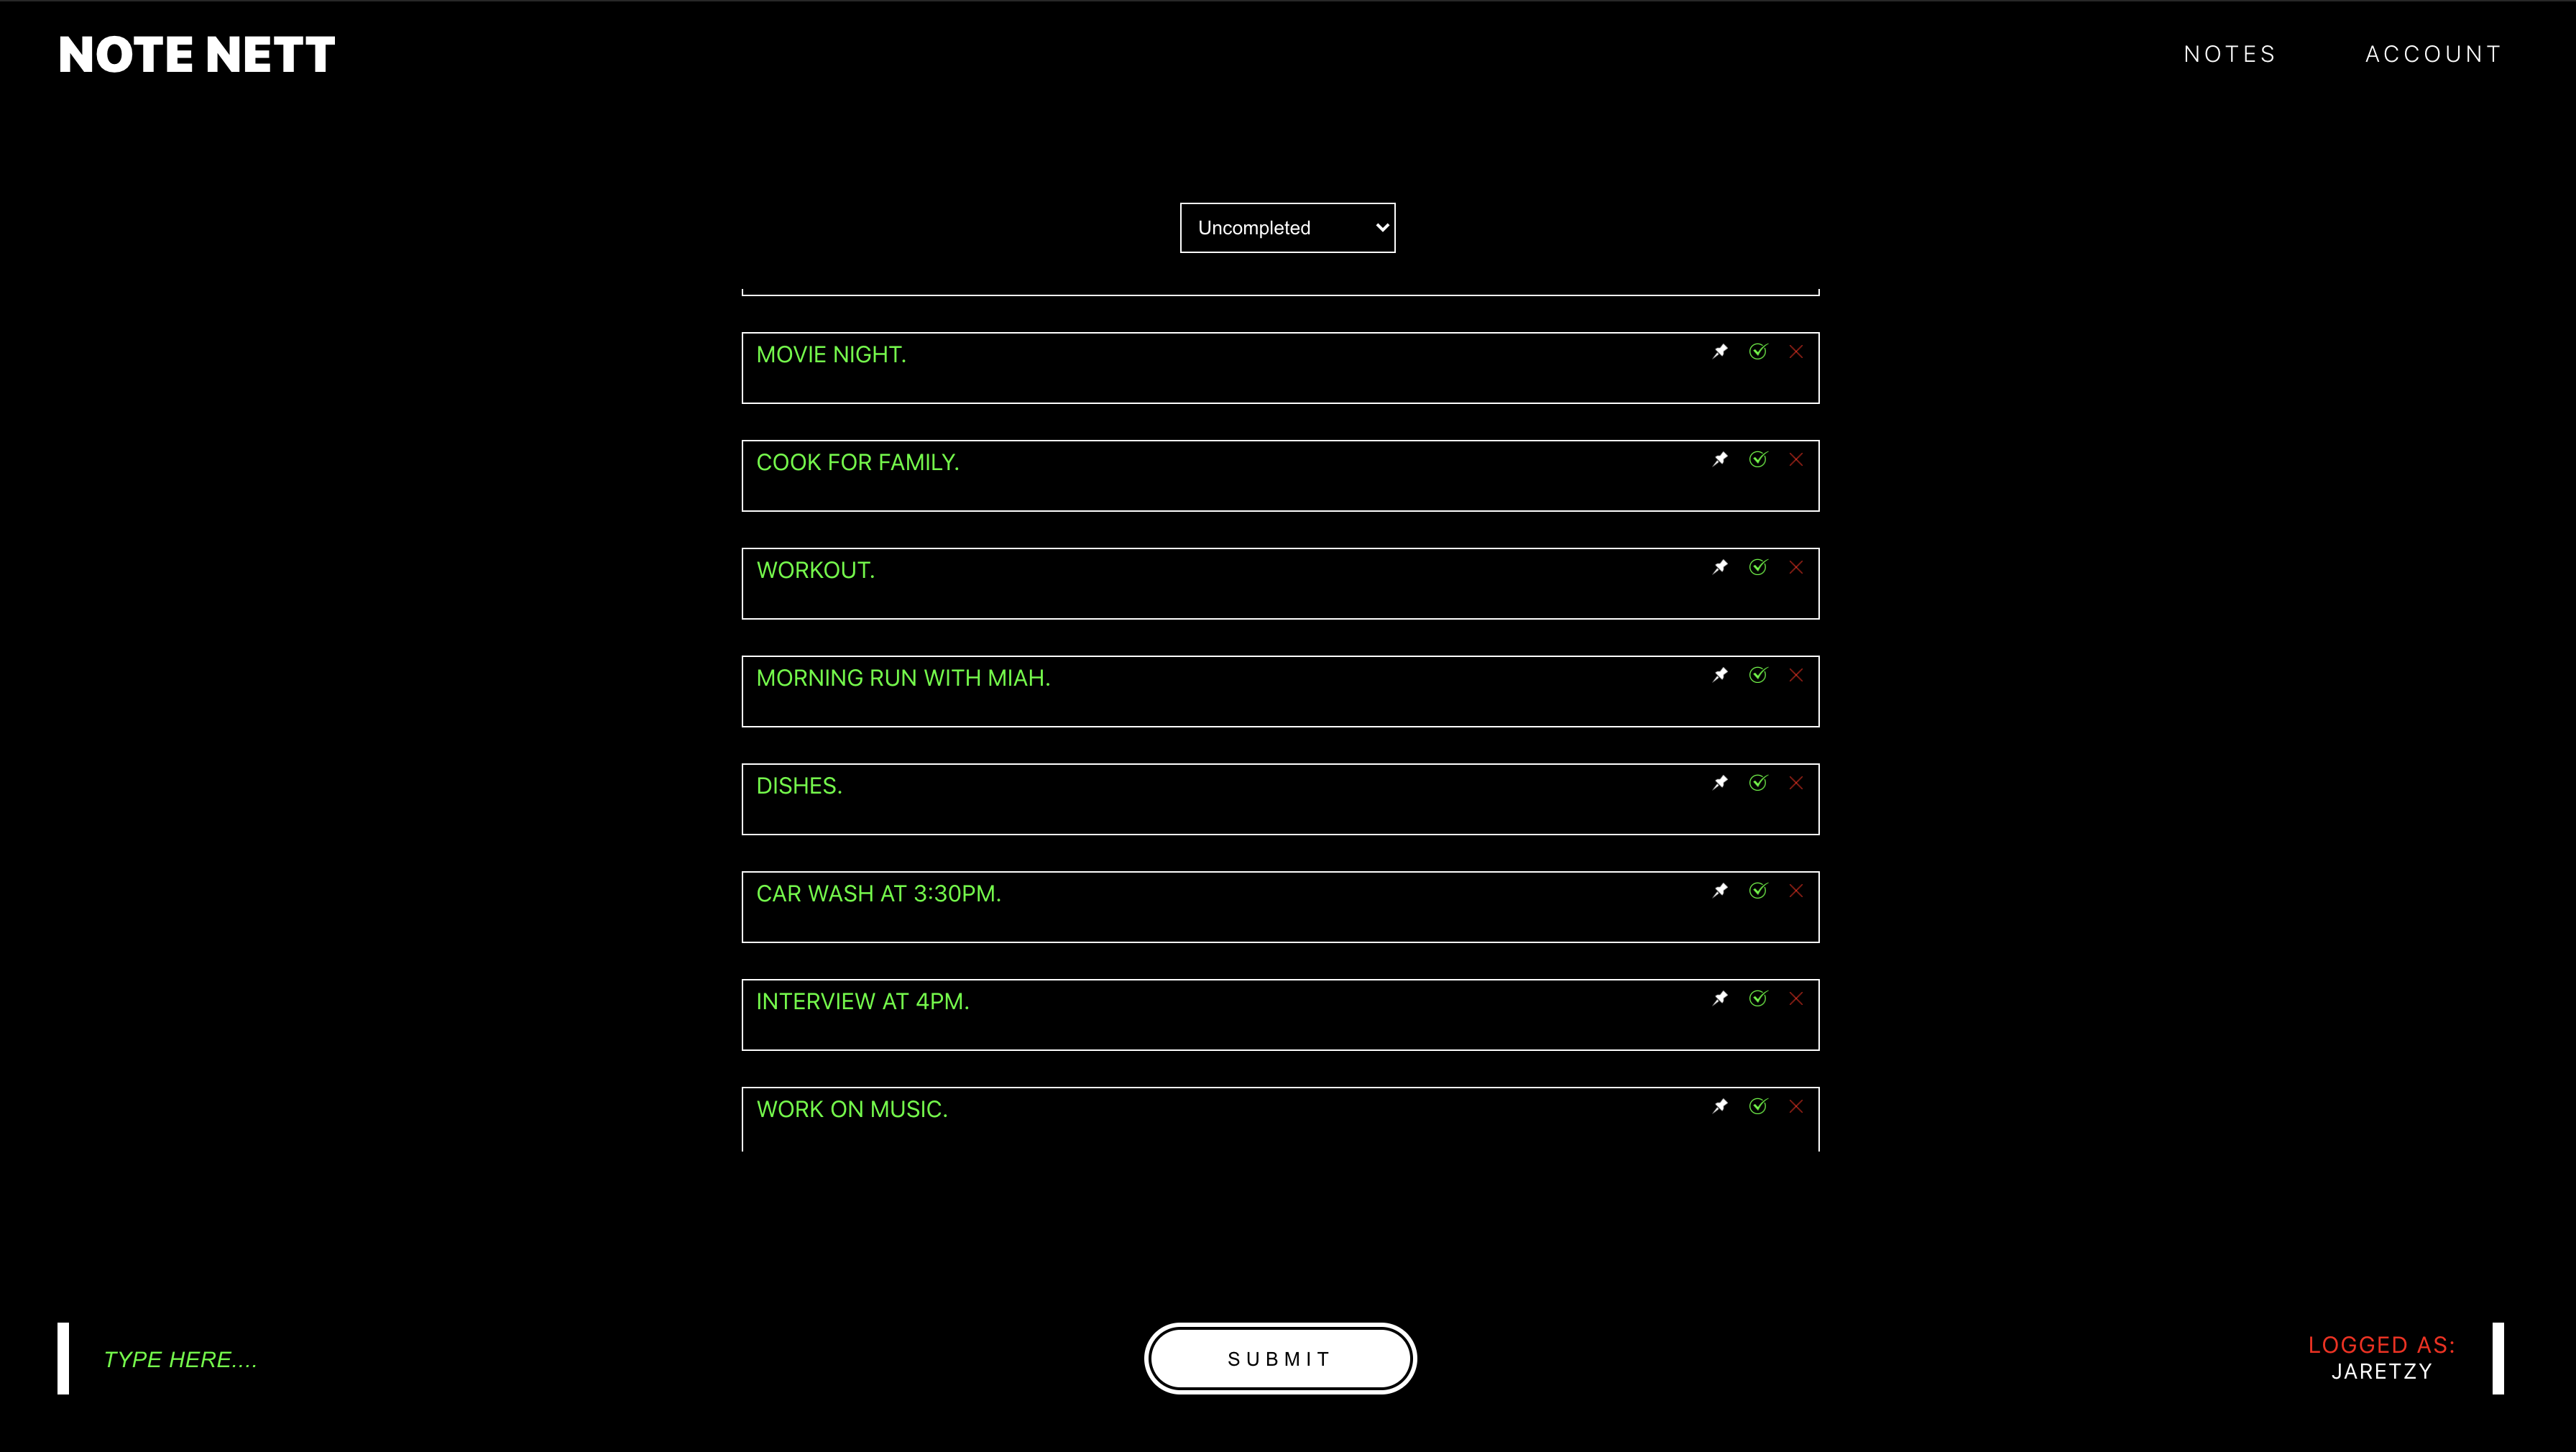 NOTE NETT
NOTES
ACCOUNT
Uncompleted
MOVIE NIGHT.
COOK FOR FAMILY.
WORKOUT.
MORNING RUN WITH MIAH.
DISHES.
CAR WASH AT 3:30PM.
INTERVIEW AT 4PM.
WORK ON MUSIC.
TYPE HERE....
SUBMIT
LOGGED AS:
JARETZY